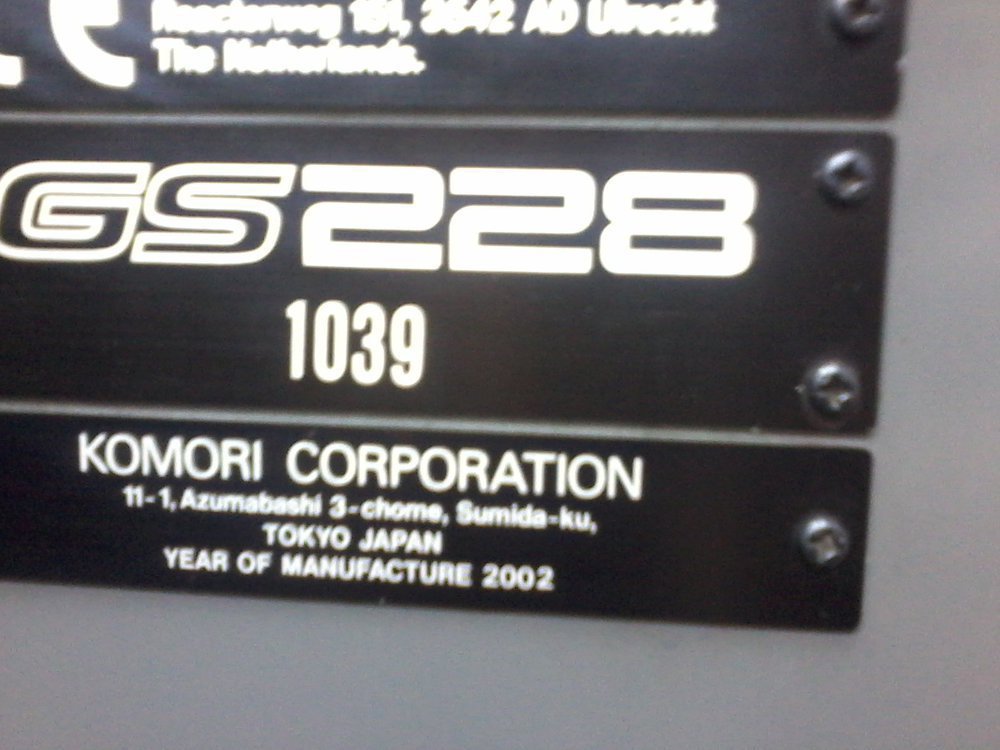 CE
Reactorweg 151, 3542 AD Utrecht
The Netherlands.
GS228
1039
KOMORI CORPORATION
11-1, Azumabashi 3-chome, Sumida-ku,
TOKYO JAPAN
YEAR OF MANUFACTURE 2002